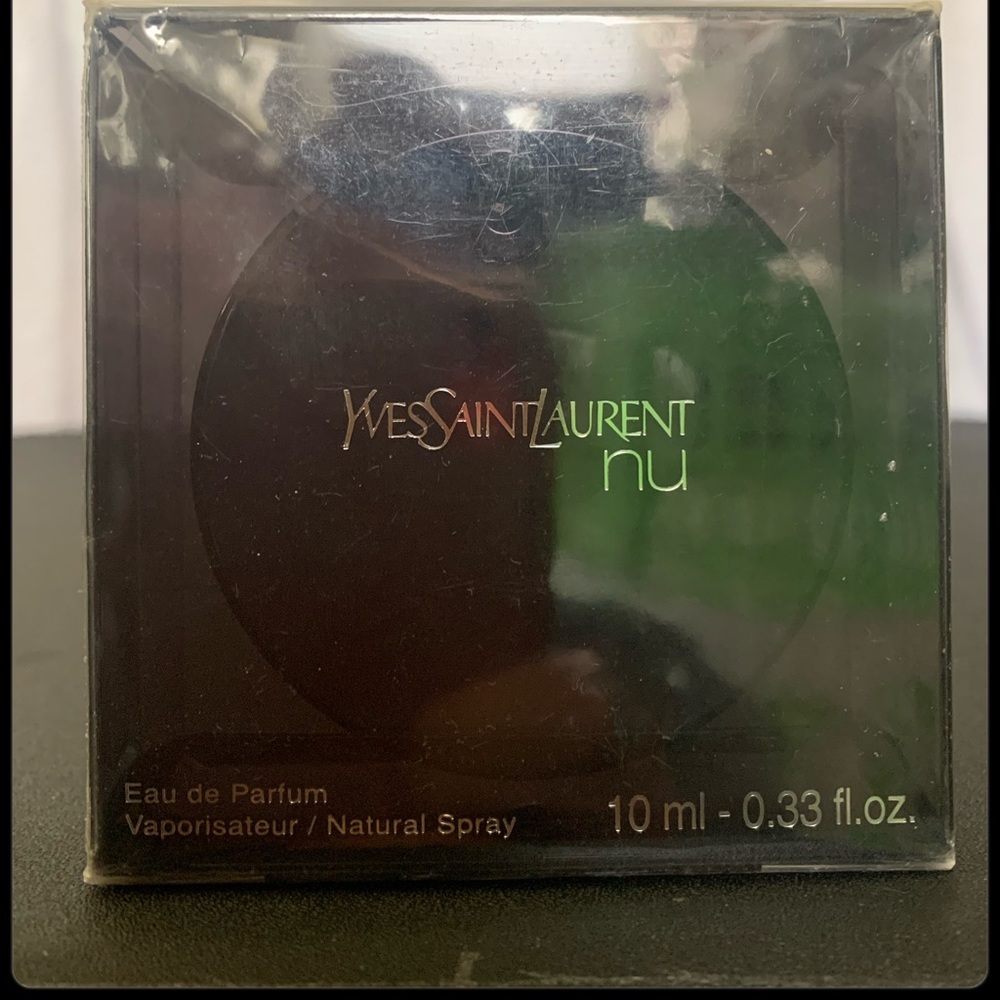 YVESSAINTLAURENT
nu
Eau de Parfum
Vaporisateur / Natural Spray
10 ml - 0.33 fl.oz.